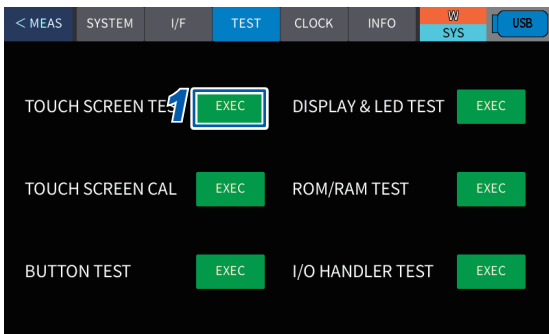 < MEAS SYSTEM I/F TEST CLOCK INFO W USB
SYS
TOUCH SCREEN TEST 1 EXEC DISPLAY & LED TEST EXEC
TOUCH SCREEN CAL EXEC ROM/RAM TEST EXEC
BUTTON TEST EXEC I/O HANDLER TEST EXEC